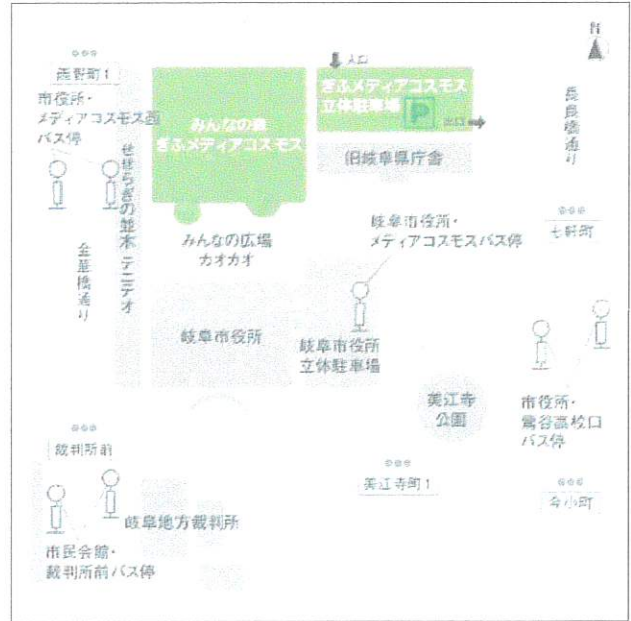 N
入口
ぎふメディアコスモス
立体駐車場
P
出口
市役所・
メディアコスモス西
バス停
みんなの森
ぎふメディアコスモス
旧岐阜県庁舎
長良橋通り
せせらぎの並木 テニテオ
金華橋通り
みんなの広場
カオカオ
岐阜市役所・
メディアコスモスバス停
七軒町
岐阜市役所
岐阜市役所
立体駐車場
美江寺
公園
市役所・
鶯谷高校口
バス停
裁判所前
美江寺町1
今小町
岐阜地方裁判所
市民会館・
裁判所前バス停